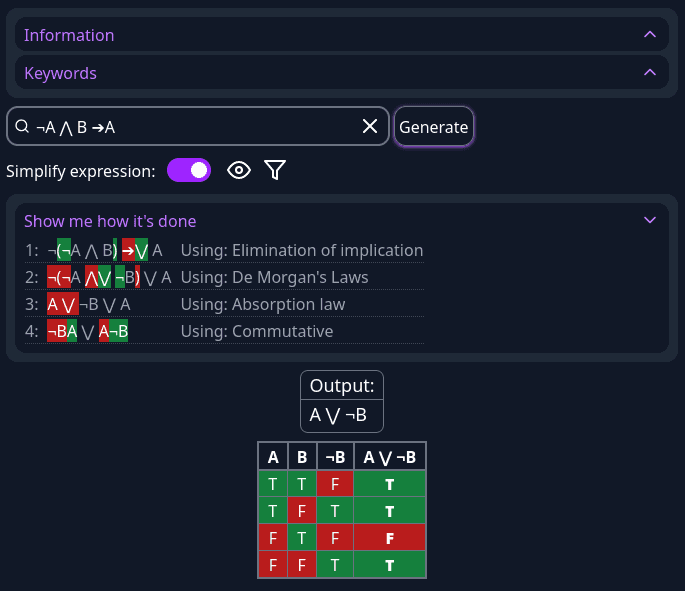 Information
Keywords
¬A ⋀ B ➔A
Generate
Simplify expression:
Show me how it's done
1: ¬(¬A ⋀ B) ➔⋁ A Using: Elimination of implication
2: ¬(¬A ⋀⋁ ¬B) ⋁ A Using: De Morgan's Laws
3: A ⋁ ¬B ⋁ A Using: Absorption law
4: ¬BA ⋁ A¬B Using: Commutative
Output:
A ⋁ ¬B
A B ¬B A ⋁ ¬B
T T F T
T F T T
F T F F
F F T T